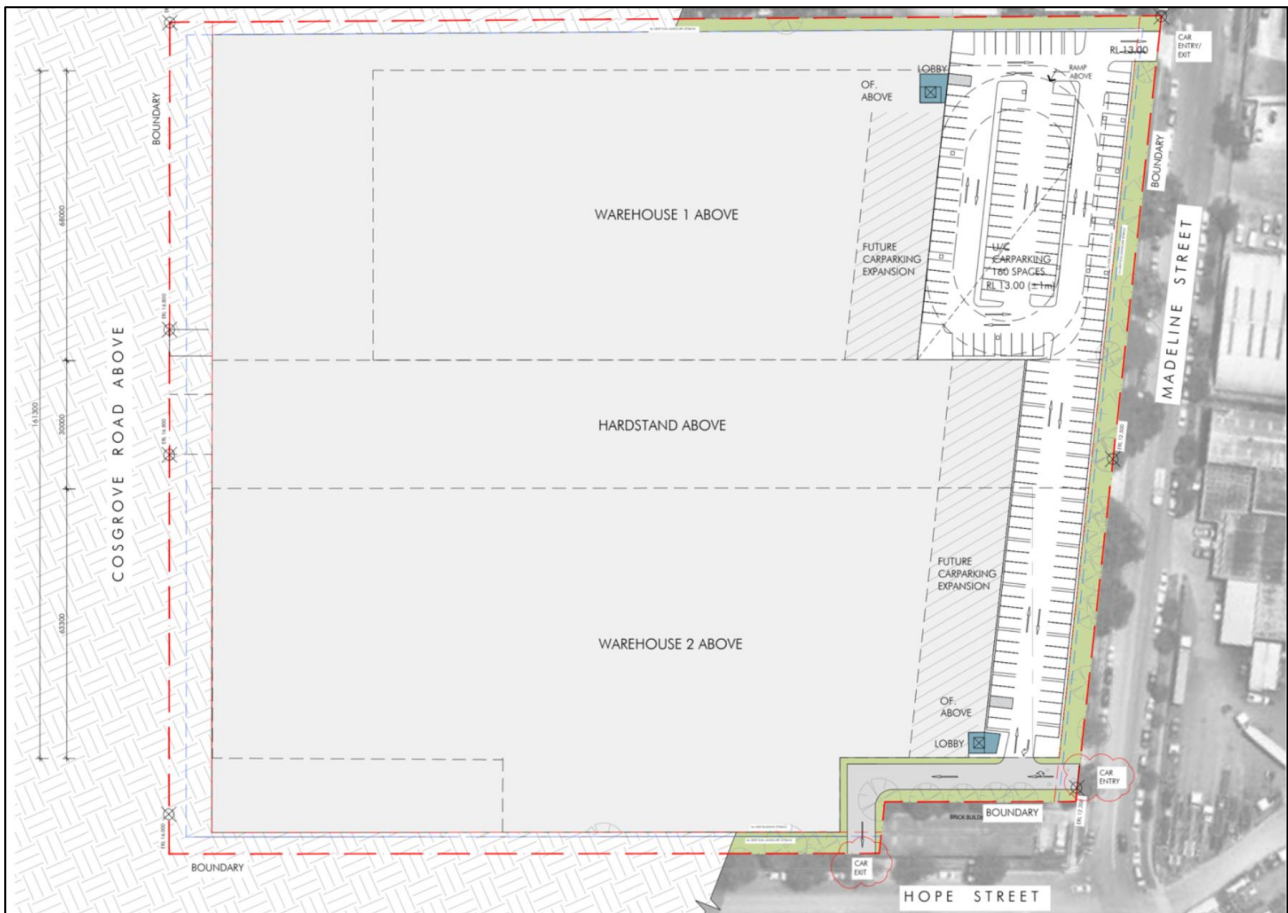 CAR
ENTRY/
EXIT
RL 13.00
LOBBY
RAMP
ABOVE
OF.
ABOVE
BOUNDARY
BOUNDARY
WAREHOUSE 1 ABOVE
68000
MADELINE STREET
FUTURE
CARPARKING
EXPANSION
U/C
CARPARKING
180 SPACES
RL 13.00 (±1m)
COSGROVE ROAD ABOVE
161300
30000
HARDSTAND ABOVE
63300
FUTURE
CARPARKING
EXPANSION
WAREHOUSE 2 ABOVE
OF.
ABOVE
LOBBY
CAR
ENTRY
BOUNDARY
BOUNDARY
CAR
EXIT
HOPE STREET